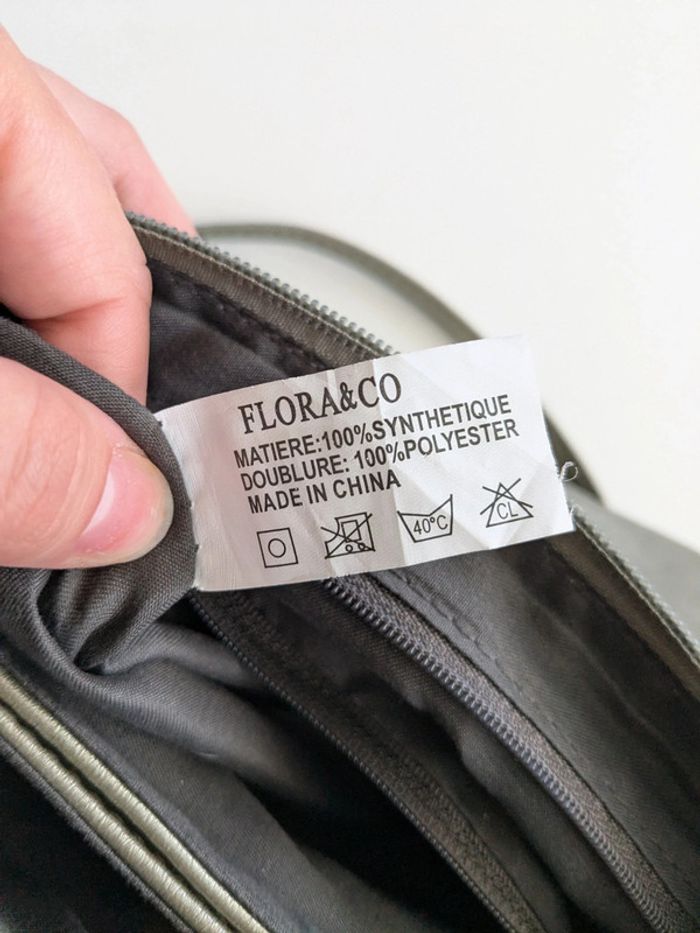 FLORA&CO
MATIERE:100%SYNTHETIQUE
DOUBLURE: 100%POLYESTER
MADE IN CHINA
40°C CL